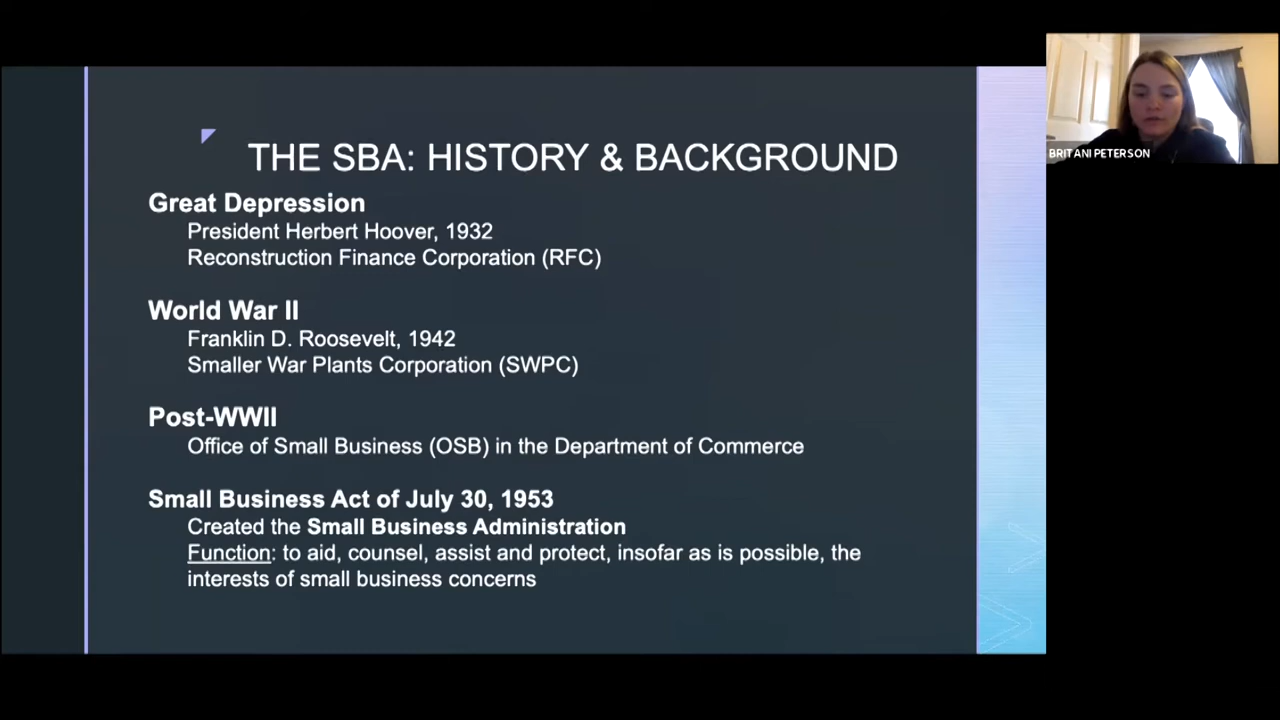 THE SBA: HISTORY & BACKGROUND
Great Depression
President Herbert Hoover, 1932
Reconstruction Finance Corporation (RFC)
World War II
Franklin D. Roosevelt, 1942
Smaller War Plants Corporation (SWPC)
Post-WWII
Office of Small Business (OSB) in the Department of Commerce
Small Business Act of July 30, 1953
Created the Small Business Administration
Function: to aid, counsel, assist and protect, insofar as is possible, the
interests of small business concerns
BRITANI PETERSON